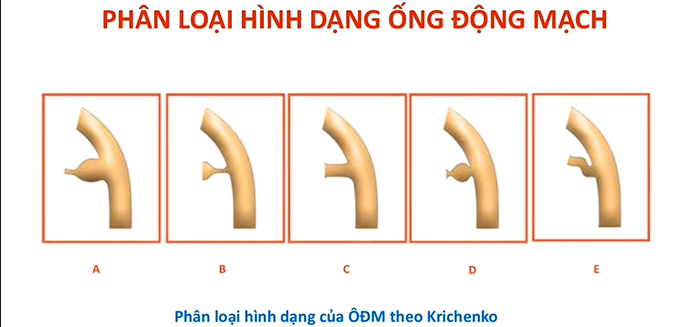 PHÂN LOẠI HÌNH DẠNG ỐNG ĐỘNG MẠCH
A B C D E
Phân loại hình dạng của ÔĐM theo Krichenko